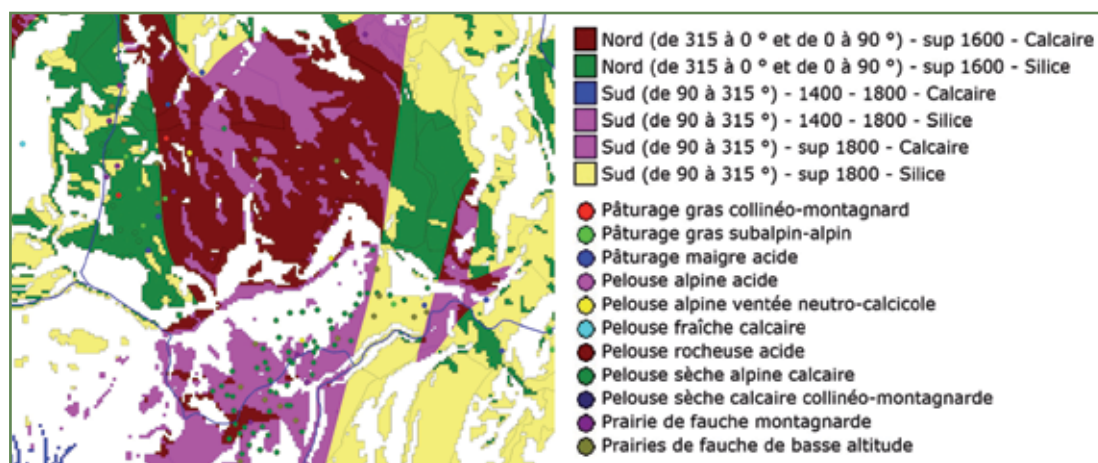 Nord (de 315 à 0 ° et de 0 à 90 °) - sup 1600 - Calcaire
Nord (de 315 à 0 ° et de 0 à 90 °) - sup 1600 - Silice
Sud (de 90 à 315 °) - 1400 - 1800 - Calcaire
Sud (de 90 à 315 °) - 1400 - 1800 - Silice
Sud (de 90 à 315 °) - sup 1800 - Calcaire
Sud (de 90 à 315 °) - sup 1800 - Silice
Pâturage gras collinéo-montagnard
Pâturage gras subalpin-alpin
Pâturage maigre acide
Pelouse alpine acide
Pelouse alpine ventée neutro-calcicole
Pelouse fraîche calcaire
Pelouse rocheuse acide
Pelouse sèche alpine calcaire
Pelouse sèche calcaire collinéo-montagnarde
Prairie de fauche montagnarde
Prairies de fauche de basse altitude